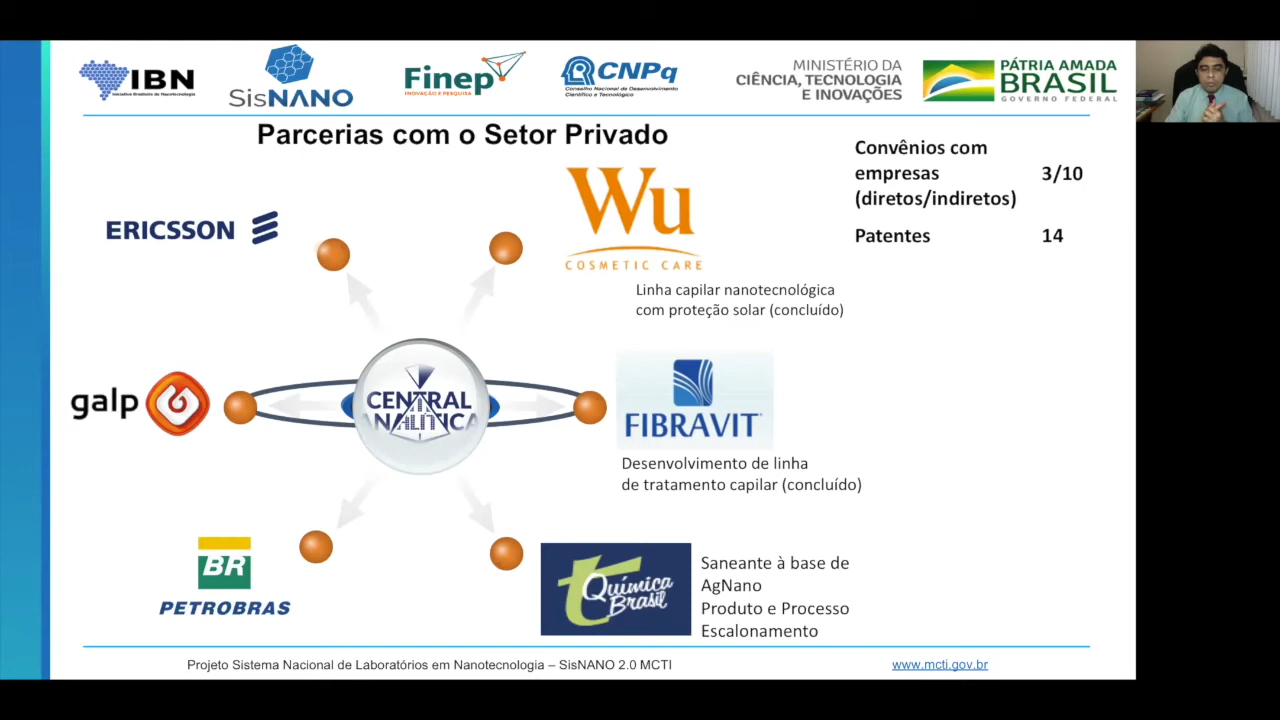 IBN
Iniciativa Brasileira de Nanotecnologia
SisNANO
Finep
INOVAÇÃO E PESQUISA
CNPq
Conselho Nacional de Desenvolvimento
Científico e Tecnológico
MINISTÉRIO DA
CIÊNCIA, TECNOLOGIA
E INOVAÇÕES
PÁTRIA AMADA
BRASIL
GOVERNO FEDERAL
Parcerias com o Setor Privado
Convênios com
empresas 3/10
(diretos/indiretos)
Patentes 14
ERICSSON
Wu
COSMETIC CARE
Linha capilar nanotecnológica
com proteção solar (concluído)
galp
CENTRAL
ANALÍTICA
FIBRAVIT
Desenvolvimento de linha
de tratamento capilar (concluído)
BR
PETROBRAS
Química
Brasil
Saneante à base de
AgNano
Produto e Processo
Escalonamento
Projeto Sistema Nacional de Laboratórios em Nanotecnologia – SisNANO 2.0 MCTI
www.mcti.gov.br